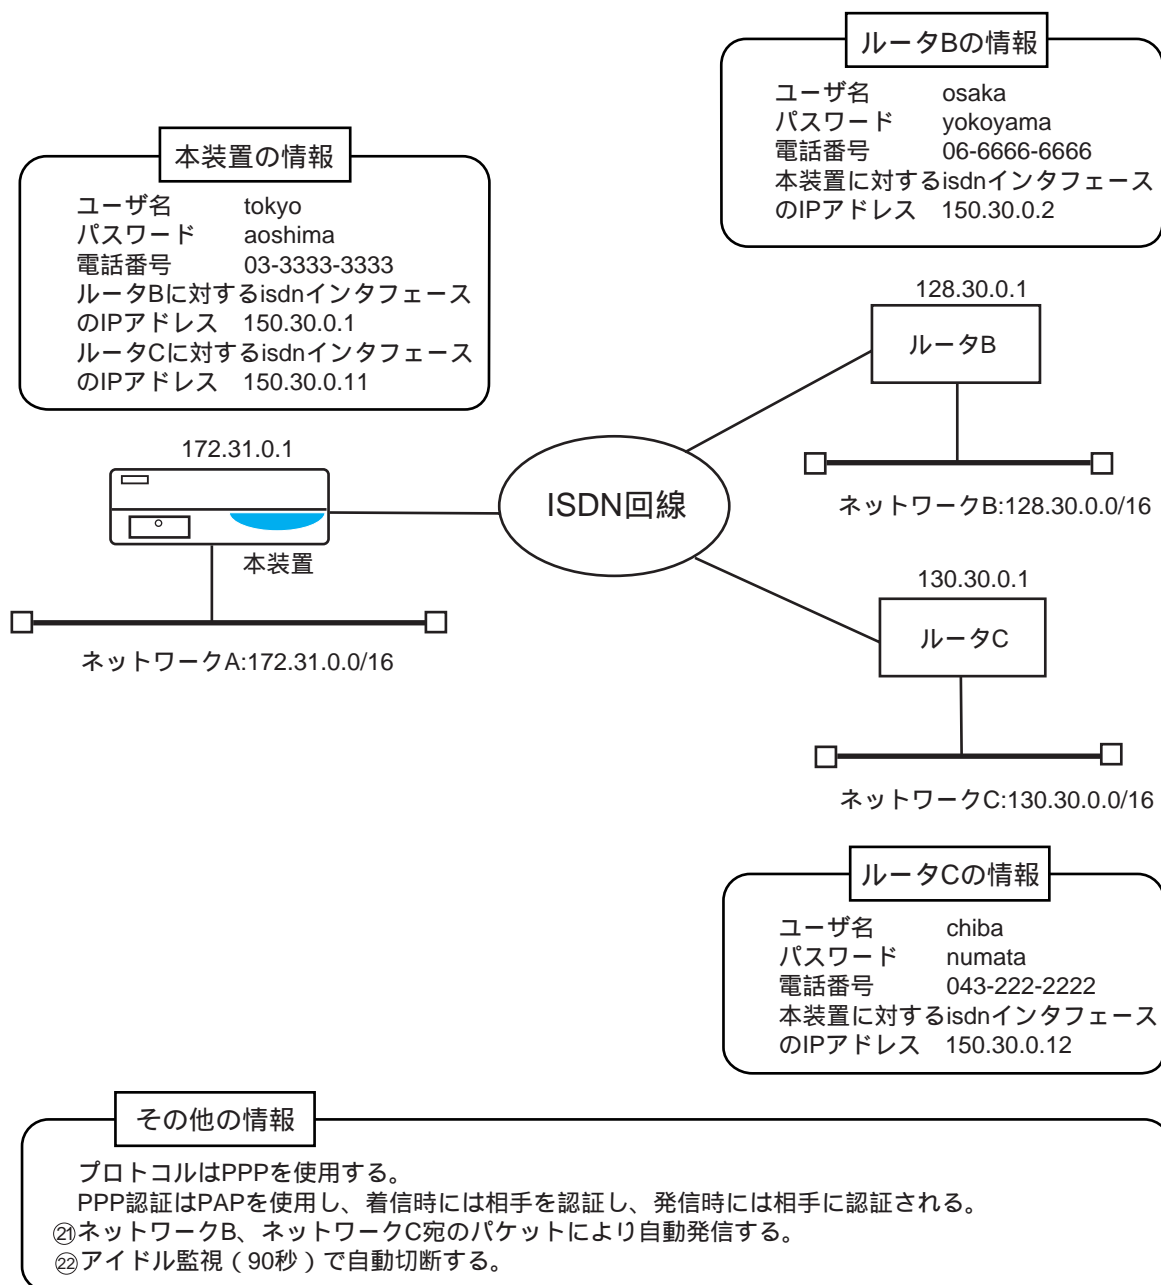 ルータBの情報
ユーザ名 osaka
パスワード yokoyama
電話番号 06-6666-6666
本装置に対するisdnインタフェース
のIPアドレス 150.30.0.2
本装置の情報
ユーザ名 tokyo
パスワード aoshima
電話番号 03-3333-3333
ルータBに対するisdnインタフェース
のIPアドレス 150.30.0.1
ルータCに対するisdnインタフェース
のIPアドレス 150.30.0.11
128.30.0.1
ルータB
172.31.0.1
ISDN回線
ネットワークB:128.30.0.0/16
本装置
130.30.0.1
ルータC
ネットワークA:172.31.0.0/16
ネットワークC:130.30.0.0/16
ルータCの情報
ユーザ名 chiba
パスワード numata
電話番号 043-222-2222
本装置に対するisdnインタフェース
のIPアドレス 150.30.0.12
その他の情報
プロトコルはPPPを使用する。
PPP認証はPAPを使用し、着信時には相手を認証し、発信時には相手に認証される。
㉑ネットワークB、ネットワークC宛のパケットにより自動発信する。
㉒アイドル監視(90秒)で自動切断する。